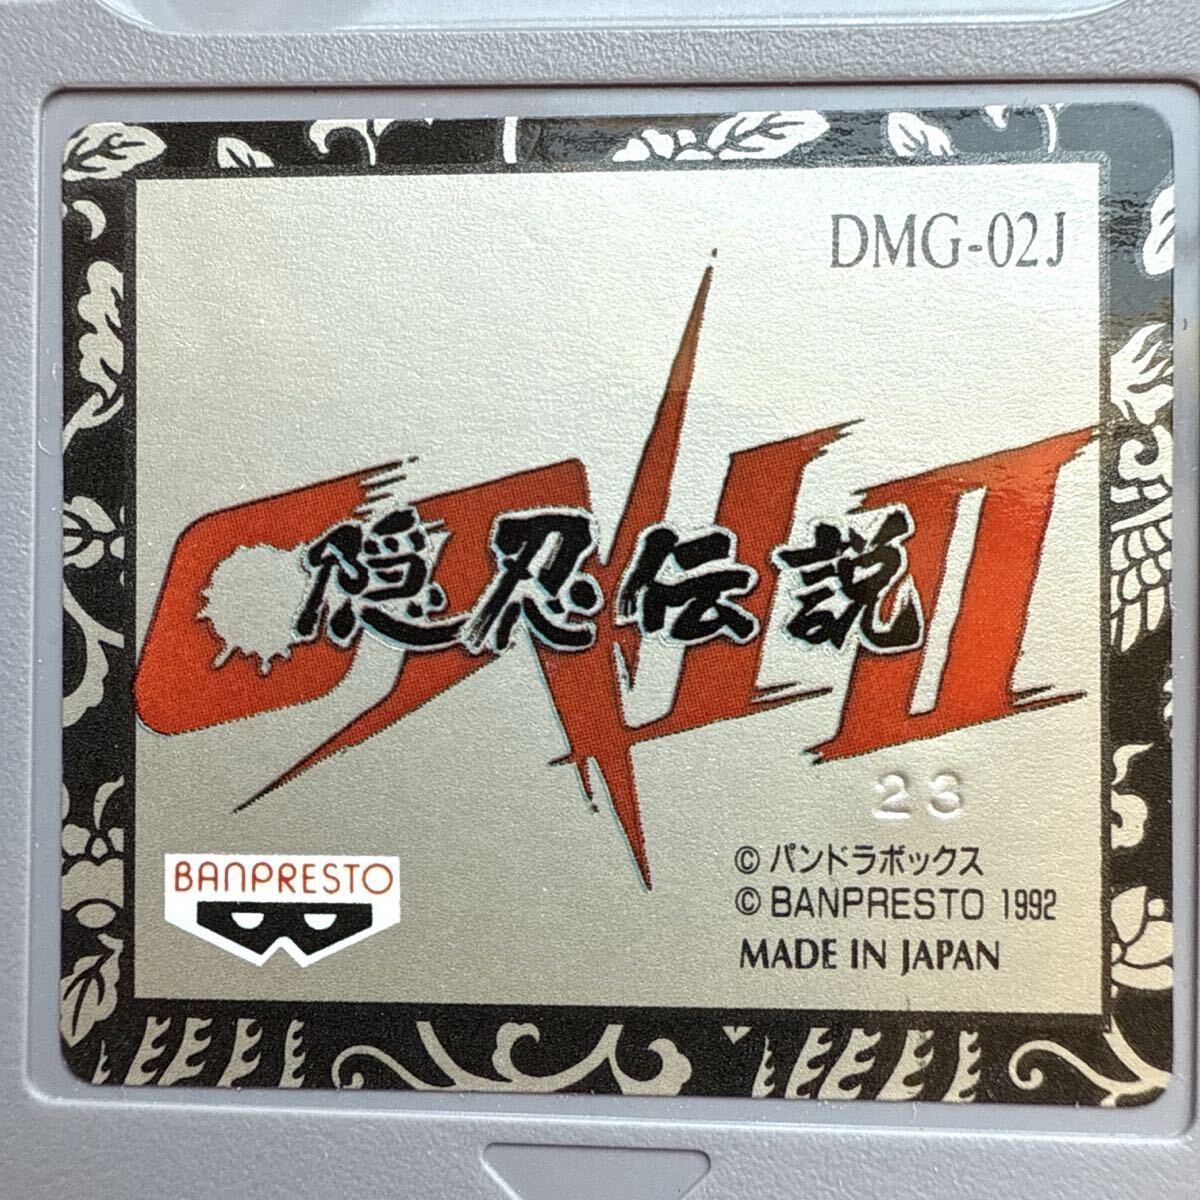 DMG-02J
ONI II
隠忍伝説
23
BANPRESTO
© パンドラボックス
© BANPRESTO 1992
MADE IN JAPAN